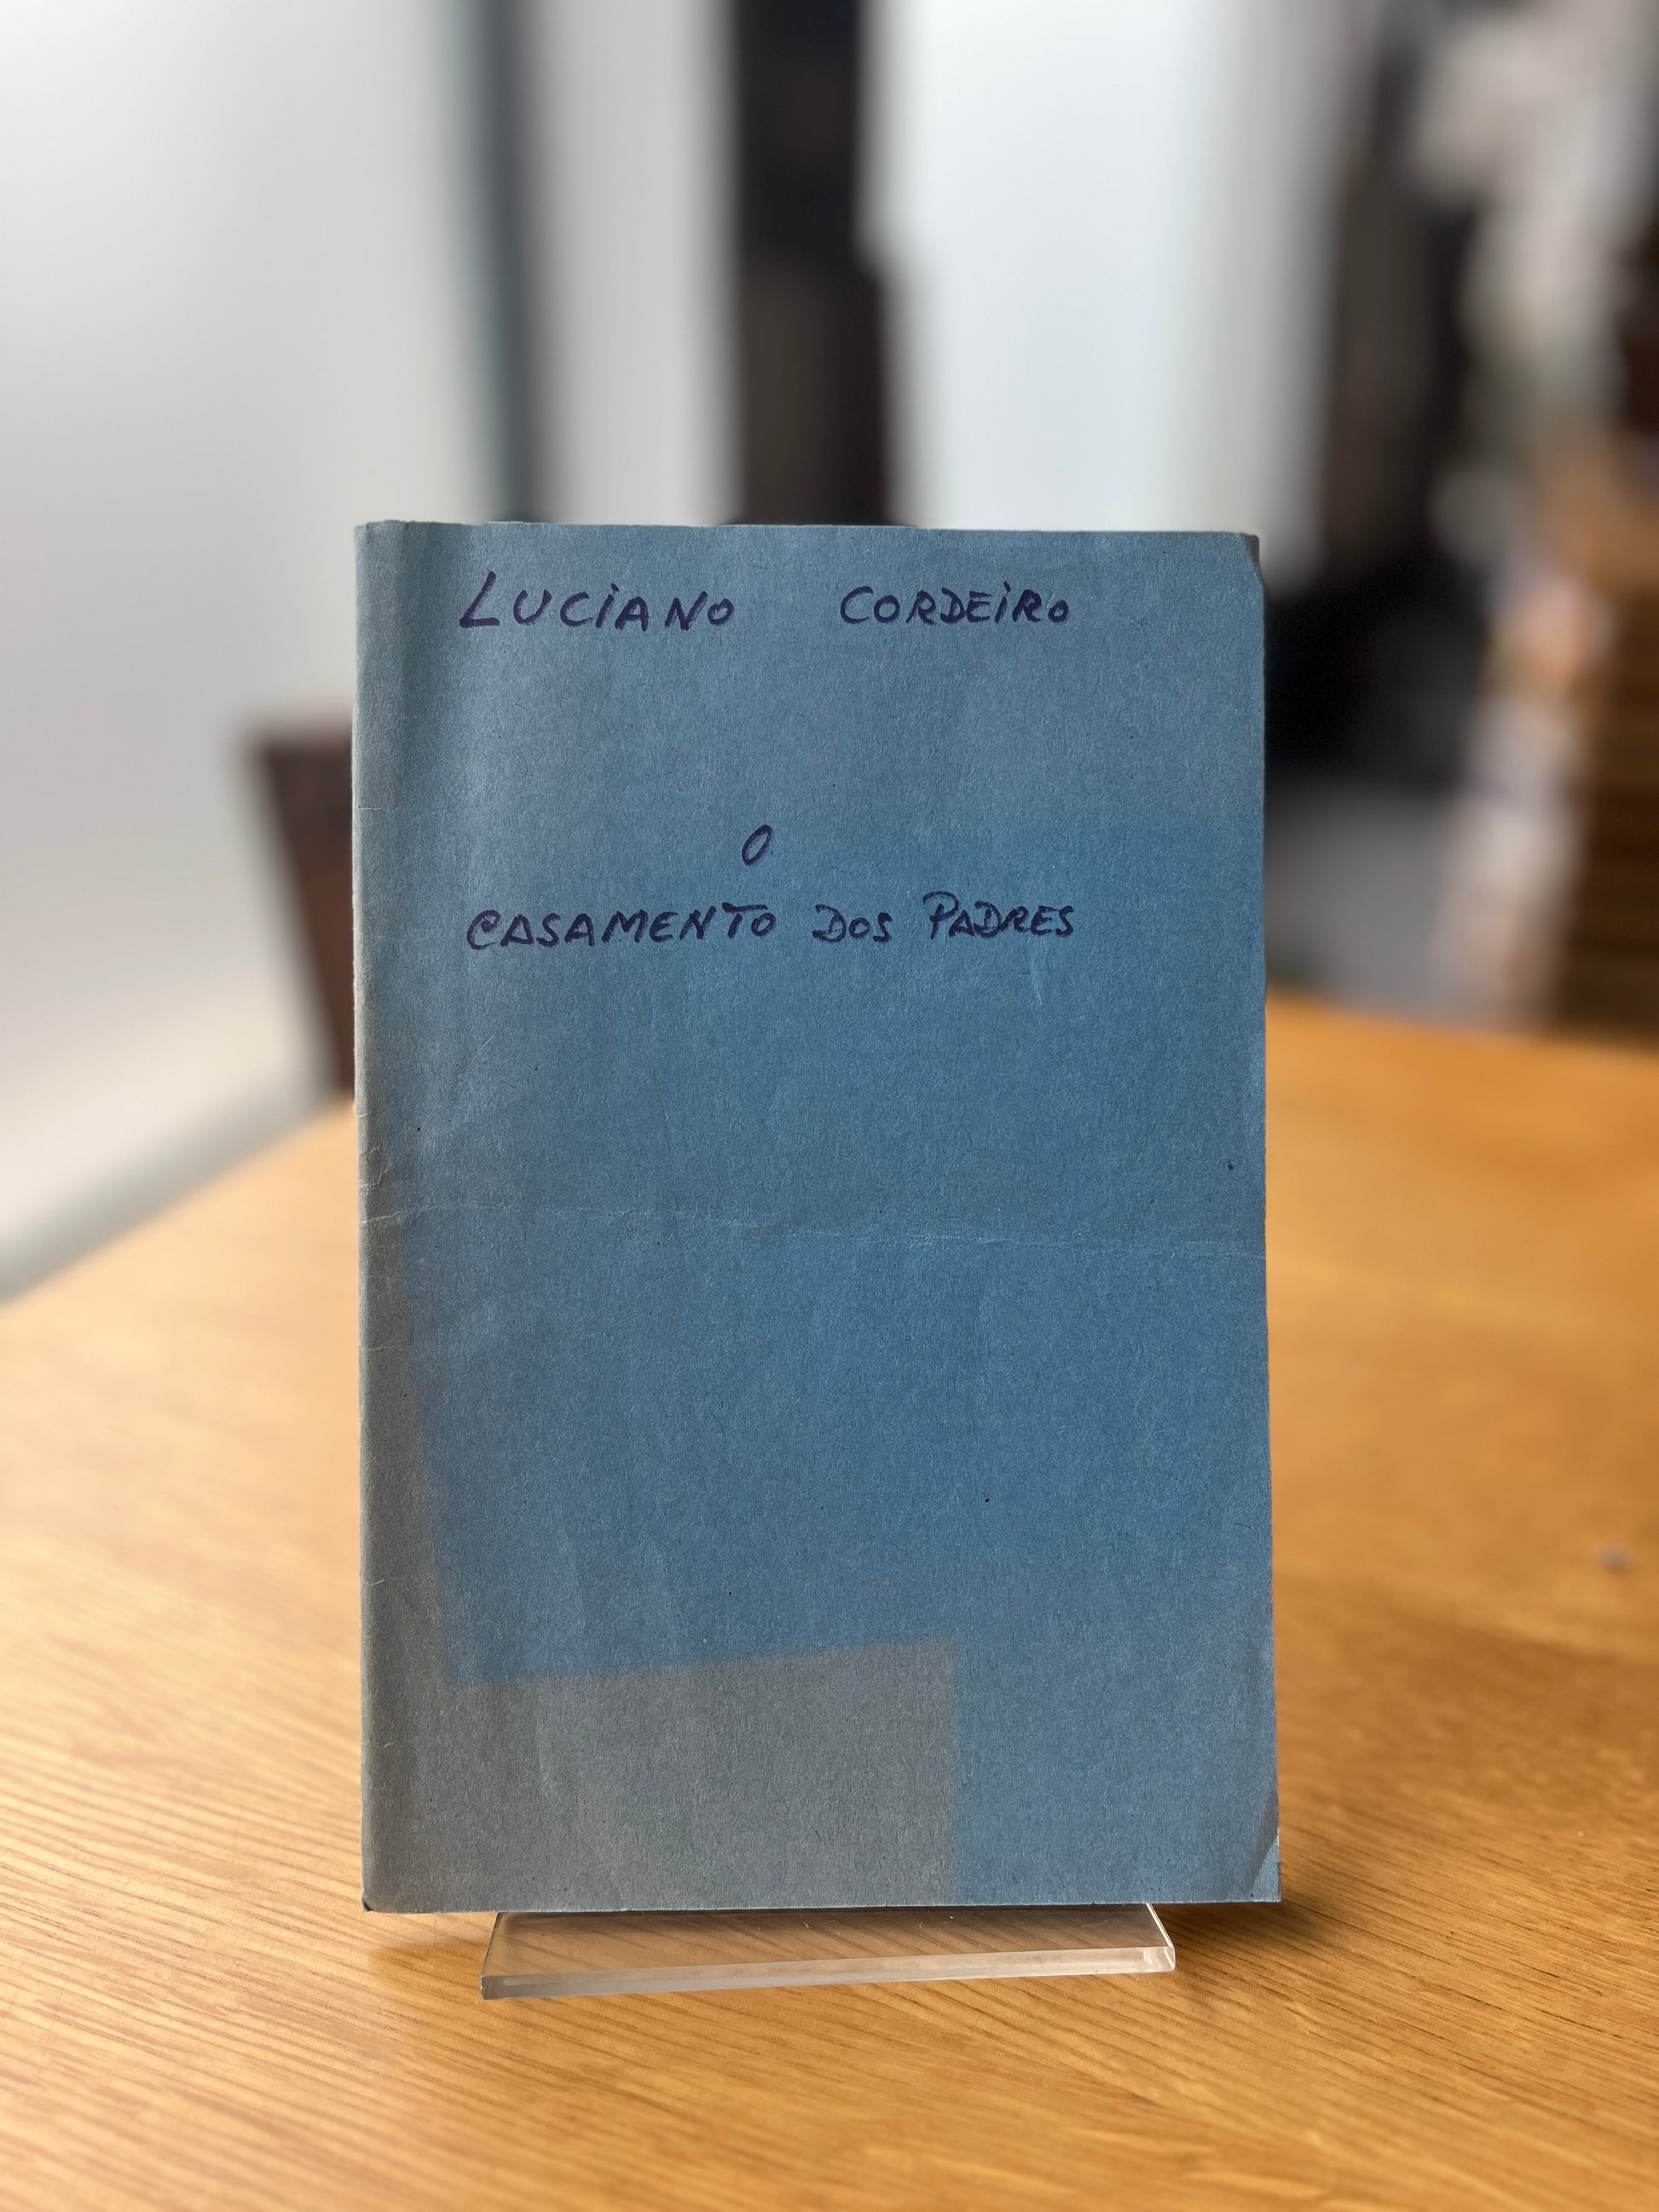 LUCiANO CORDEiRO
O
CASAMENTO DOS PADRES